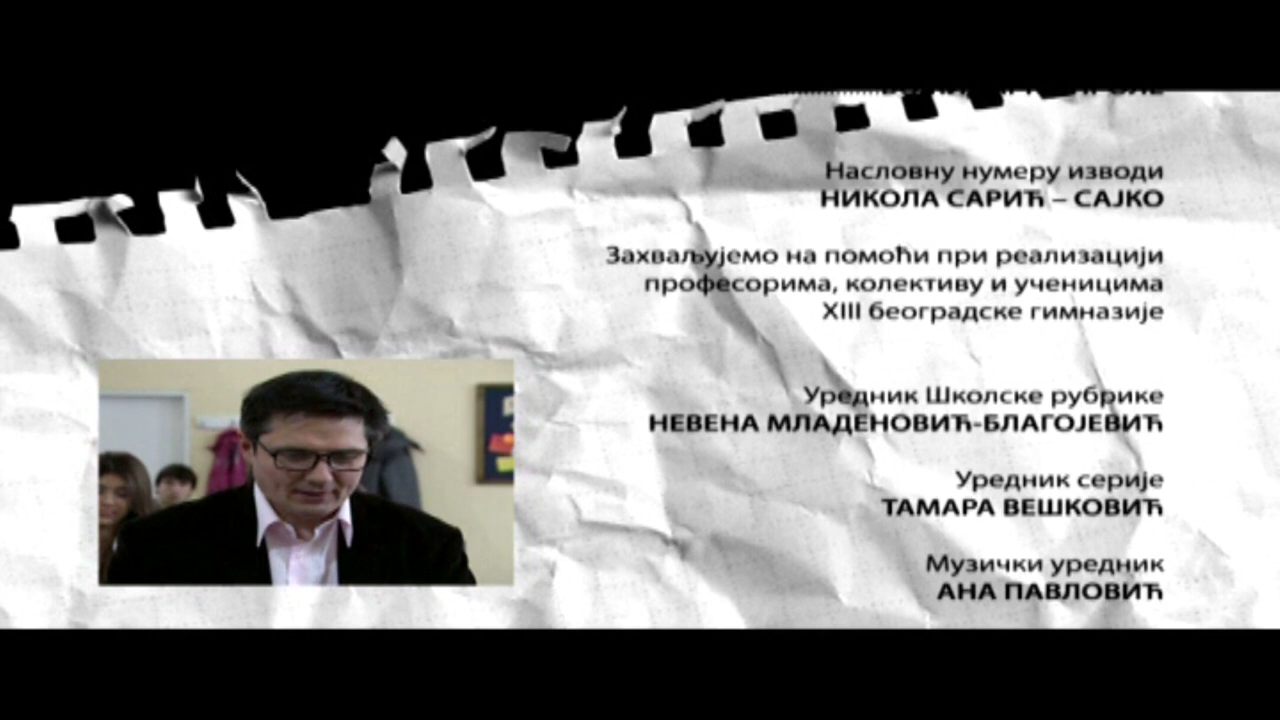 Насловну нумеру изводи
НИКОЛА САРИЋ – САЈКО
Захваљујемо на помоћи при реализацији
професорима, колективу и ученицима
XIII београдске гимназије
Уредник Школске рубрике
НЕВЕНА МЛАДЕНОВИЋ-БЛАГОЈЕВИЋ
Уредник серије
ТАМАРА ВЕШКОВИЋ
Музички уредник
АНА ПАВЛОВИЋ